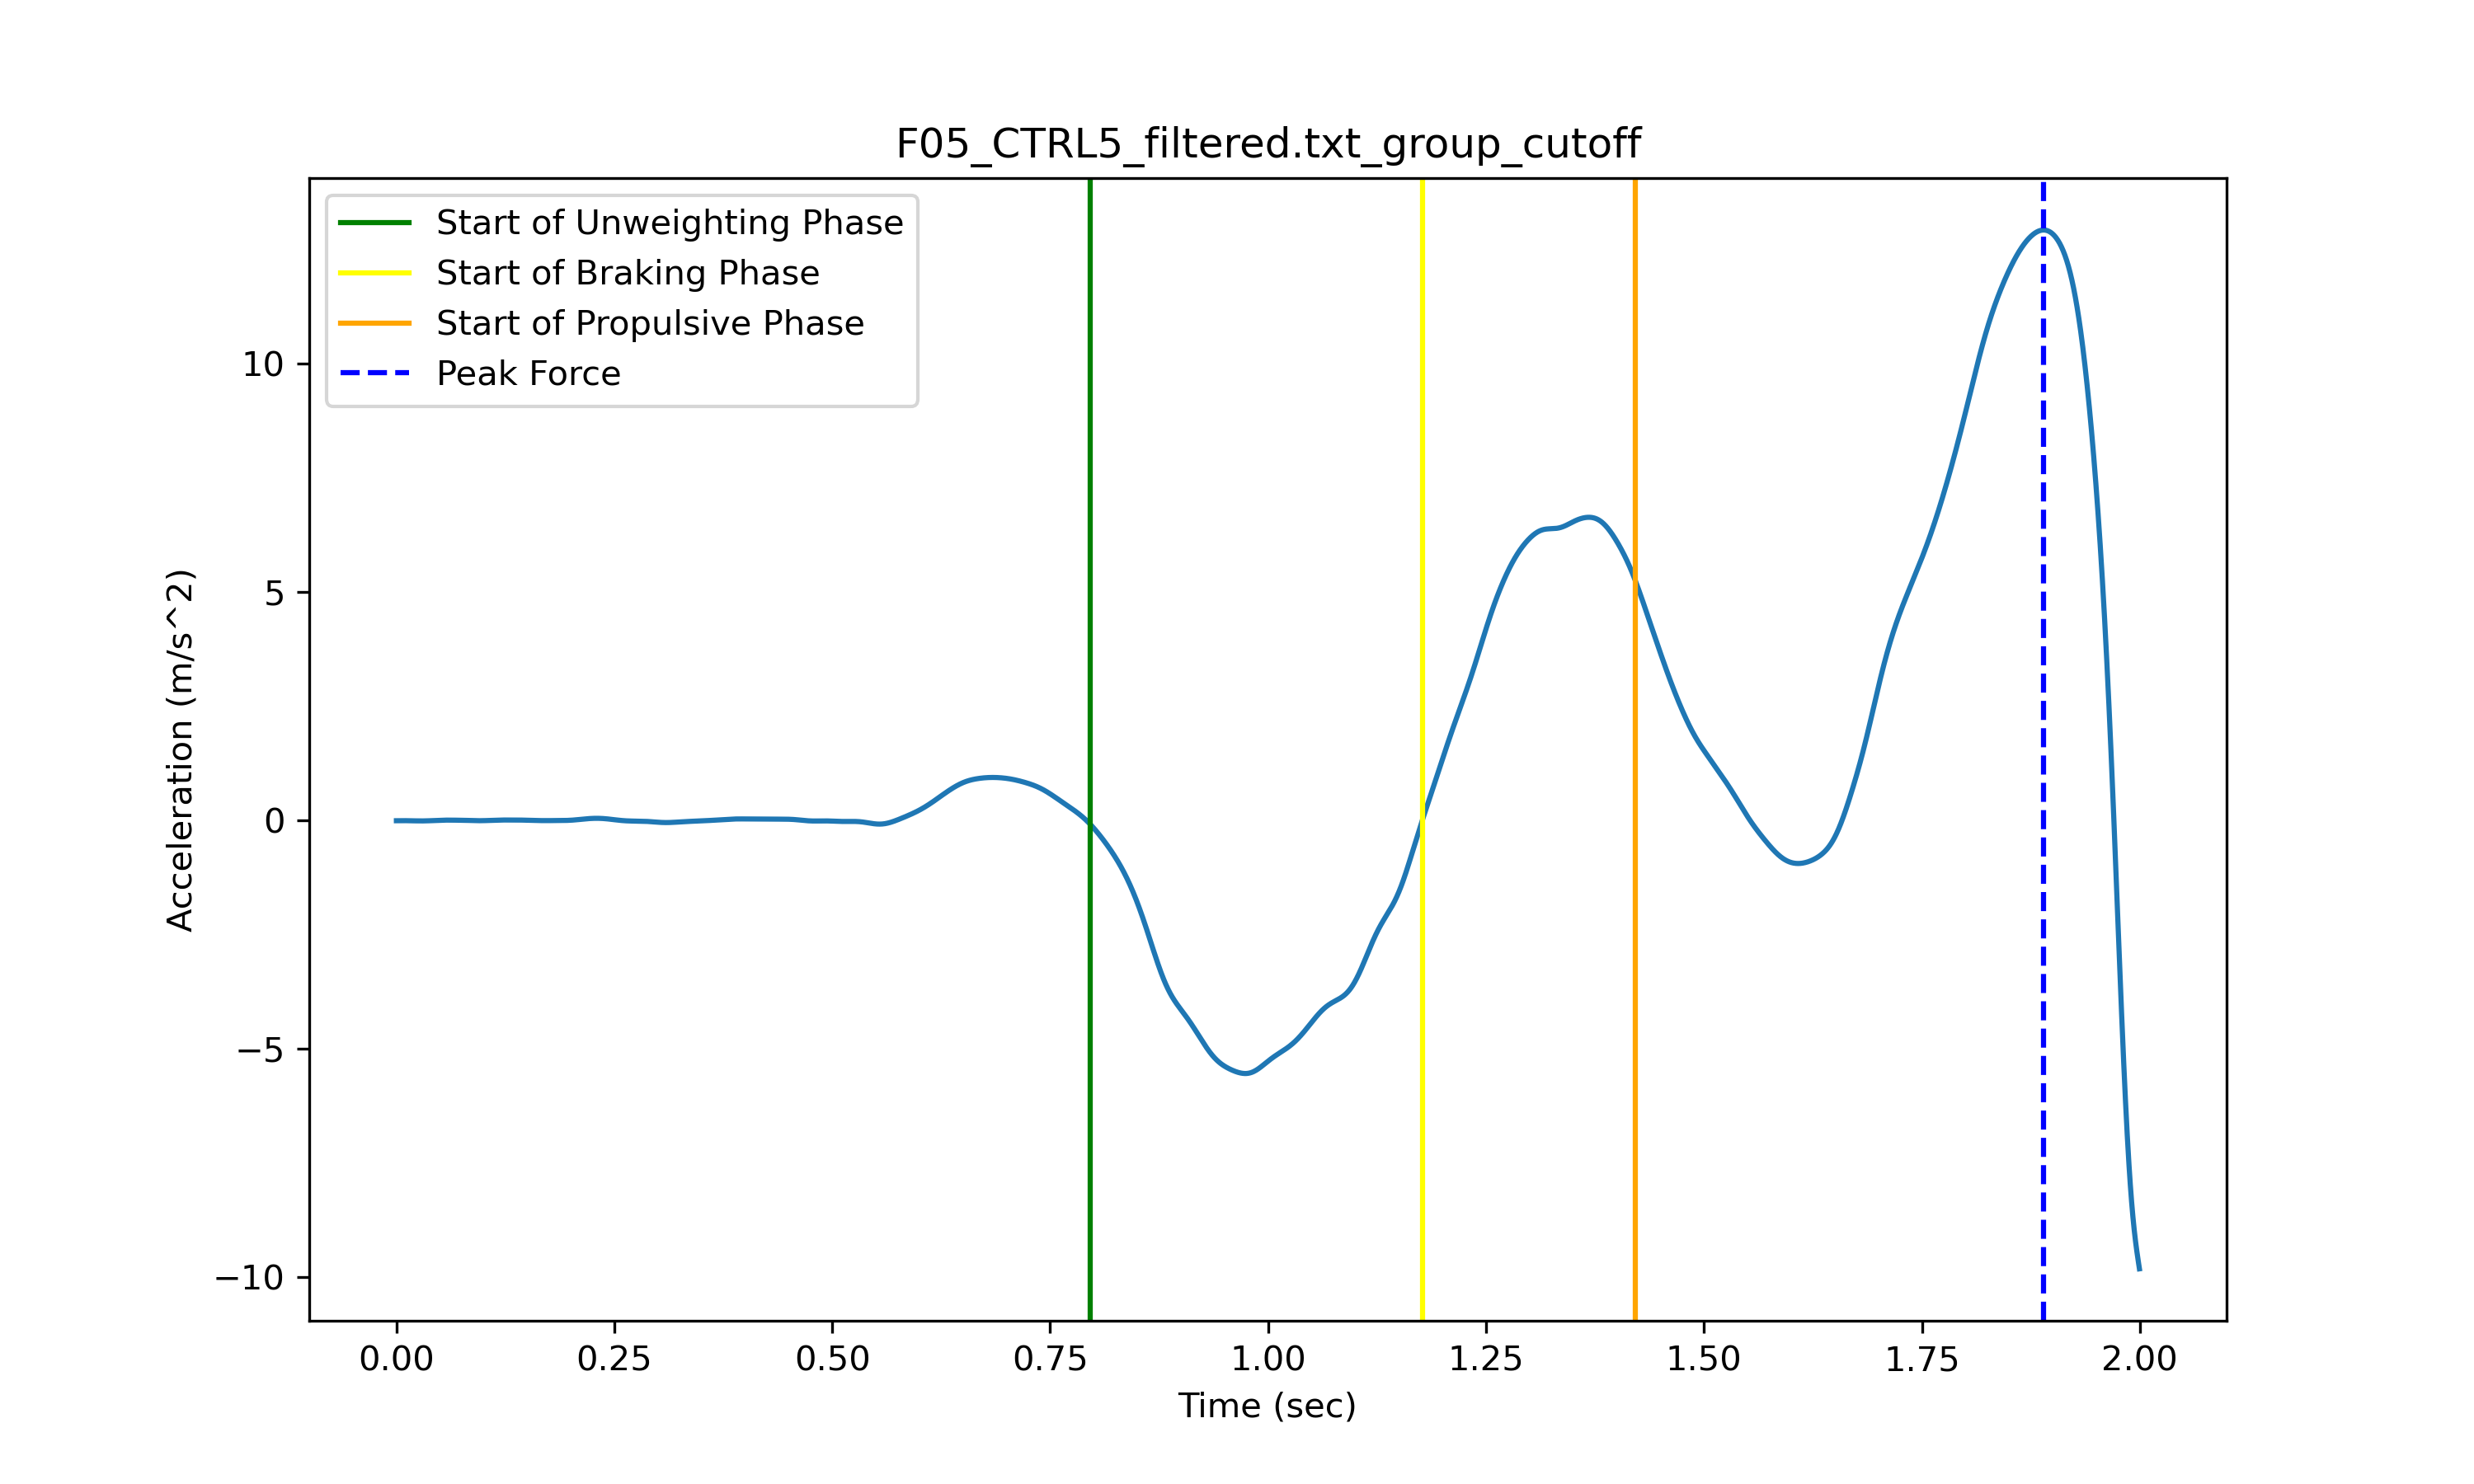 F05_CTRL5_filtered.txt_group_cutoff
Start of Unweighting Phase
Start of Braking Phase
Start of Propulsive Phase
Peak Force
Acceleration (m/s^2)
10
5
0
−5
−10
0.00 0.25 0.50 0.75 1.00 1.25 1.50 1.75 2.00
Time (sec)